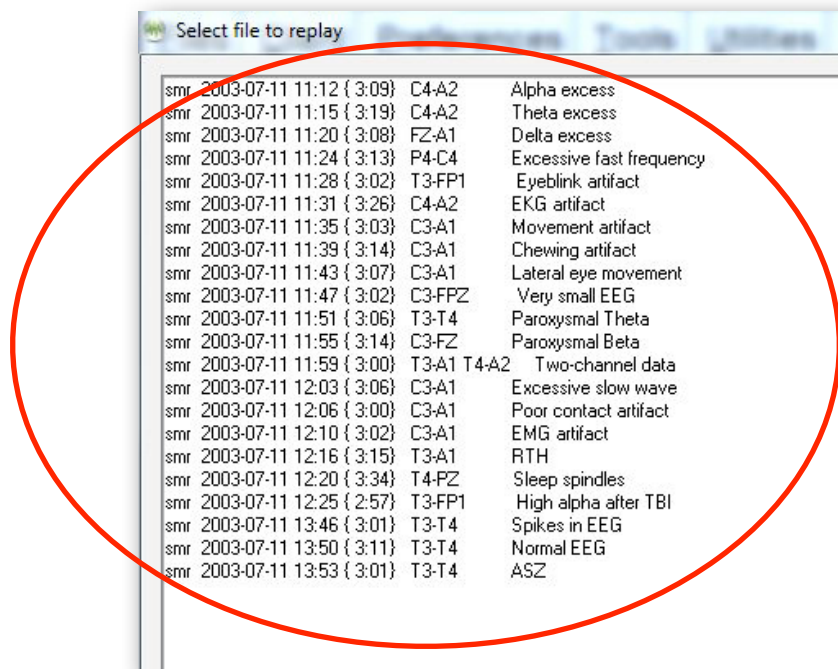 Select file to replay
Preferences Tools Utilities
smr 2003-07-11 11:12 { 3:09} C4-A2 Alpha excess
smr 2003-07-11 11:15 { 3:19} C4-A2 Theta excess
smr 2003-07-11 11:20 { 3:08} FZ-A1 Delta excess
smr 2003-07-11 11:24 { 3:13} P4-C4 Excessive fast frequency
smr 2003-07-11 11:28 { 3:02} T3-FP1 Eyeblink artifact
smr 2003-07-11 11:31 { 3:26} C4-A2 EKG artifact
smr 2003-07-11 11:35 { 3:03} C3-A1 Movement artifact
smr 2003-07-11 11:39 { 3:14} C3-A1 Chewing artifact
smr 2003-07-11 11:43 { 3:07} C3-A1 Lateral eye movement
smr 2003-07-11 11:47 { 3:02} C3-FPZ Very small EEG
smr 2003-07-11 11:51 { 3:06} T3-T4 Paroxysmal Theta
smr 2003-07-11 11:55 { 3:14} C3-FZ Paroxysmal Beta
smr 2003-07-11 11:59 { 3:00} T3-A1 T4-A2 Two-channel data
smr 2003-07-11 12:03 { 3:06} C3-A1 Excessive slow wave
smr 2003-07-11 12:06 { 3:00} C3-A1 Poor contact artifact
smr 2003-07-11 12:10 { 3:02} C3-A1 EMG artifact
smr 2003-07-11 12:16 { 3:15} T3-A1 RTH
smr 2003-07-11 12:20 { 3:34} T4-PZ Sleep spindles
smr 2003-07-11 12:25 { 2:57} T3-FP1 High alpha after TBI
smr 2003-07-11 13:46 { 3:01} T3-T4 Spikes in EEG
smr 2003-07-11 13:50 { 3:11} T3-T4 Normal EEG
smr 2003-07-11 13:53 { 3:01} T3-T4 ASZ